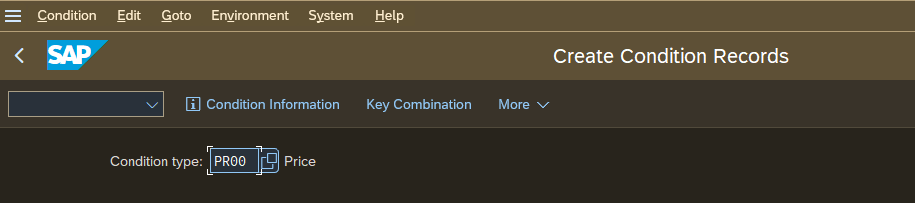 Condition Edit Goto Environment System Help
SAP Create Condition Records
Condition Information Key Combination More
Condition type: PR00 Price